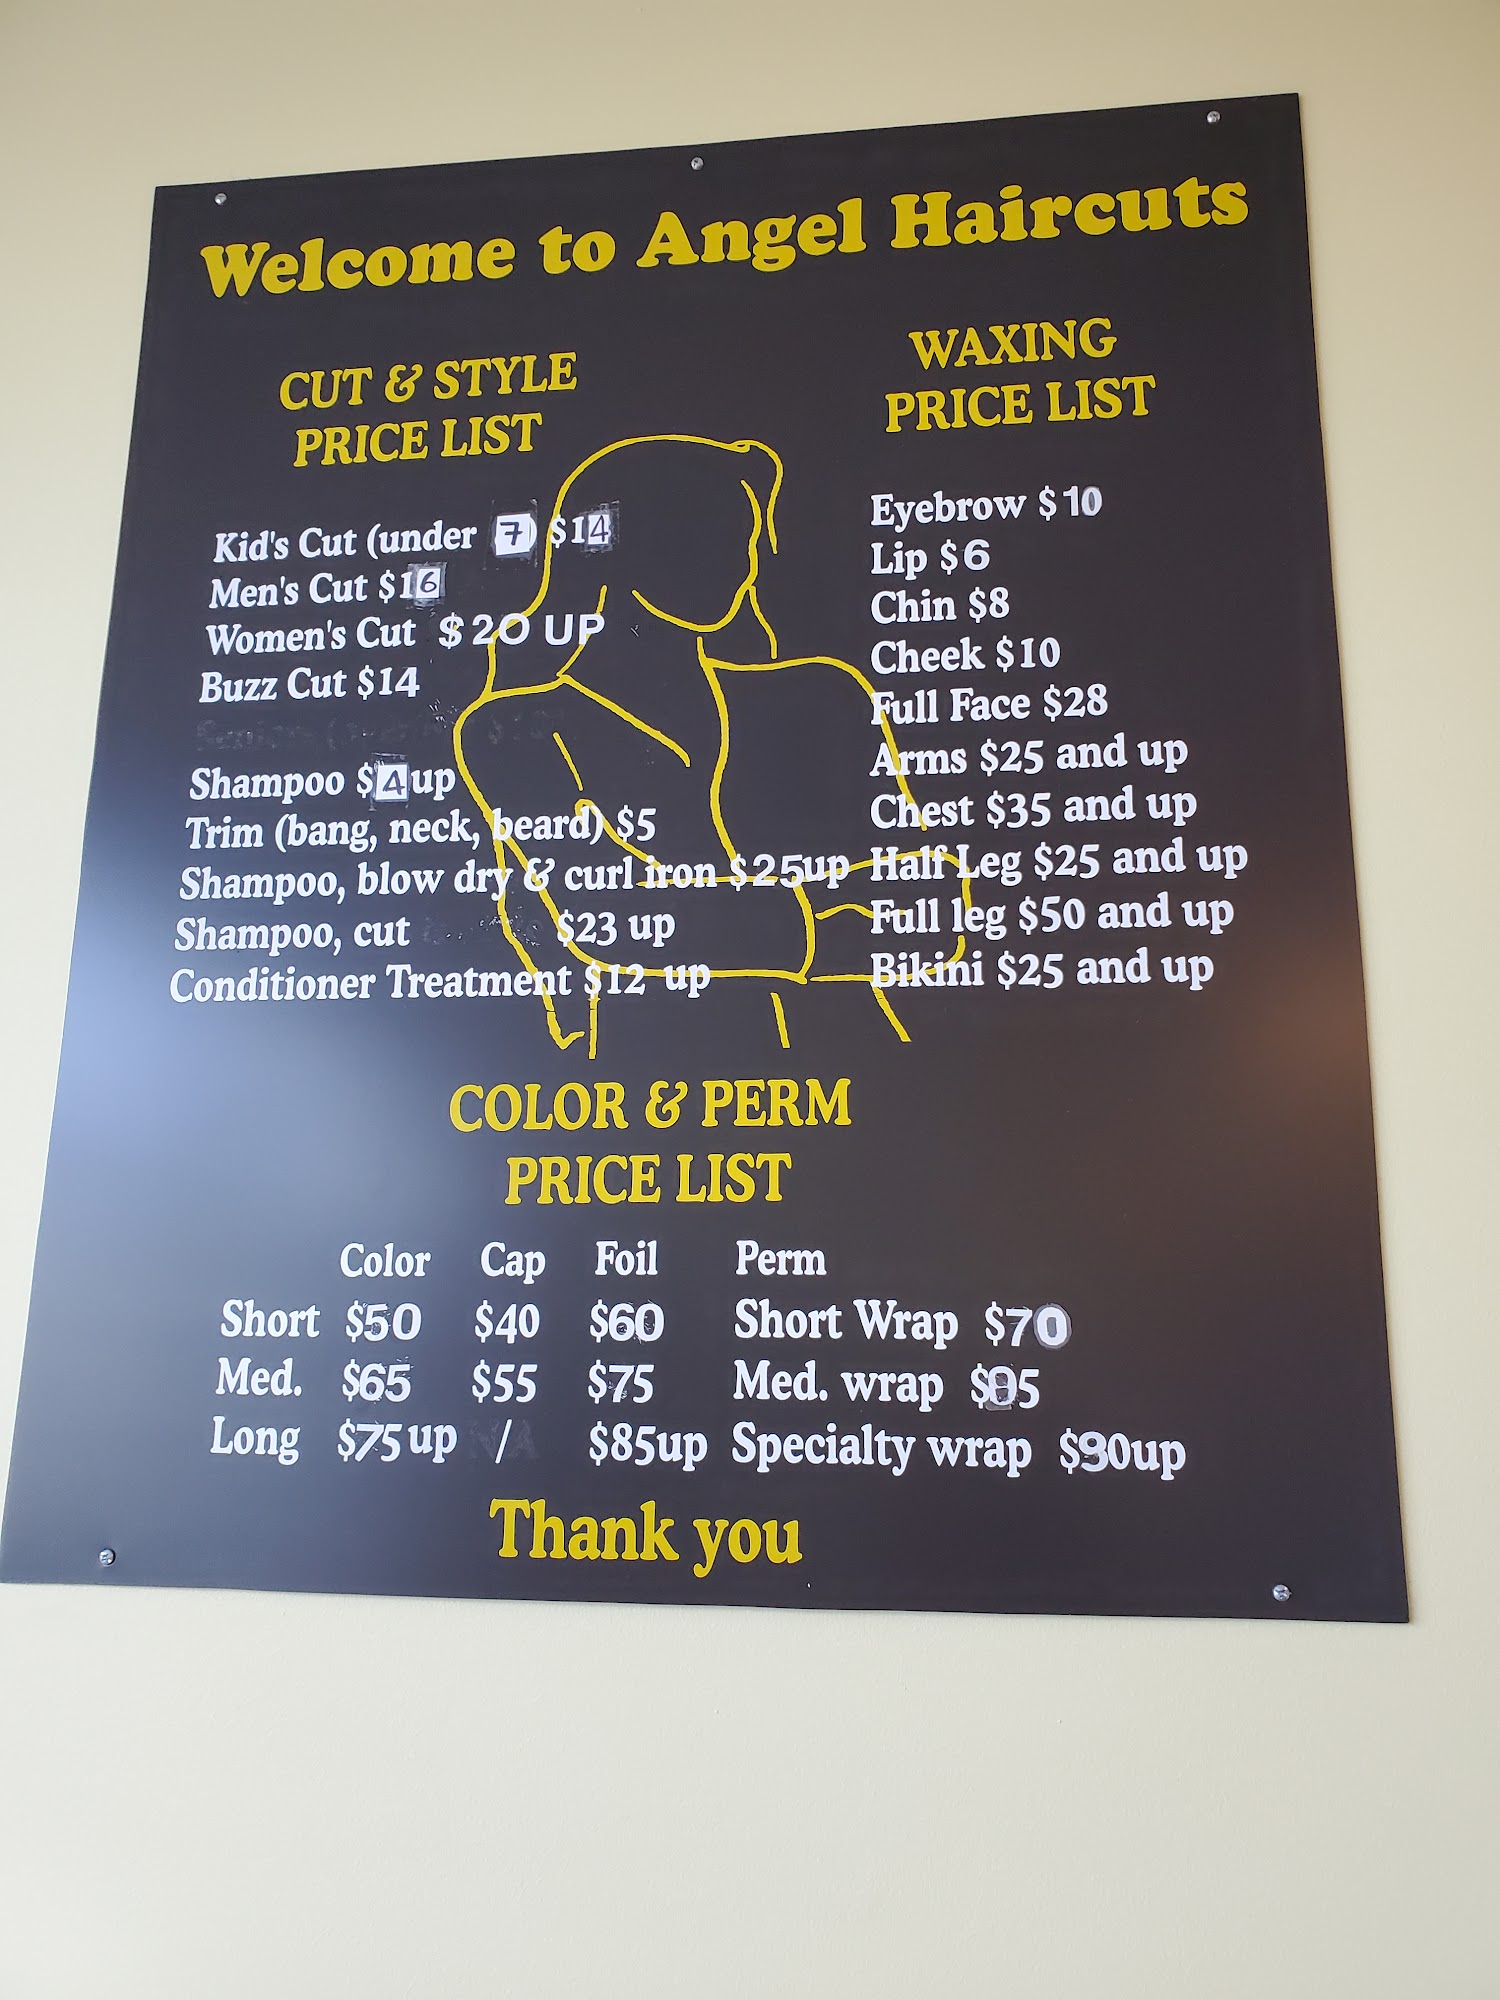 Welcome to Angel Haircuts
CUT & STYLE
PRICE LIST
Kid's Cut (under 7) $14
Men's Cut $16
Women's Cut $20 UP
Buzz Cut $14
Shampoo $4up
Trim (bang, neck, beard) $5
Shampoo, blow dry & curl iron $25up
Shampoo, cut $23 up
Conditioner Treatment $12 up
WAXING
PRICE LIST
Eyebrow $10
Lip $6
Chin $8
Cheek $10
Full Face $28
Arms $25 and up
Chest $35 and up
Half Leg $25 and up
Full leg $50 and up
Bikini $25 and up
COLOR & PERM
PRICE LIST
Color Cap Foil Perm
Short $50 $40 $60 Short Wrap $70
Med. $65 $55 $75 Med. wrap
Long $75up / $85up Specialty wrap $90up
Thank you